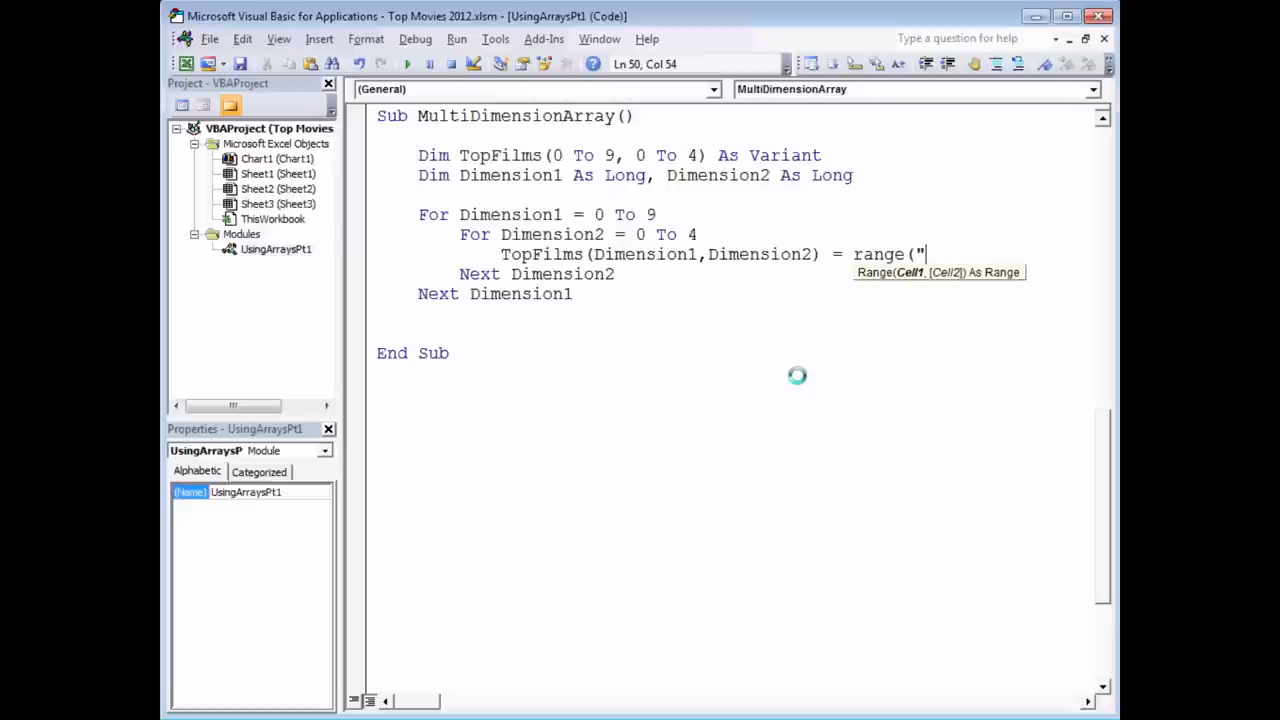 Microsoft Visual Basic for Applications - Top Movies 2012.xlsm - [UsingArraysPt1 (Code)]
File Edit View Insert Format Debug Run Tools Add-Ins Window Help
Type a question for help
Ln 50, Col 54
Project - VBAProject
(General)
MultiDimensionArray
VBAProject (Top Movies
Microsoft Excel Objects
Chart1 (Chart1)
Sheet1 (Sheet1)
Sheet2 (Sheet2)
Sheet3 (Sheet3)
ThisWorkbook
Modules
UsingArraysPt1
Properties - UsingArraysPt1
UsingArraysP Module
Alphabetic Categorized
(Name) UsingArraysPt1
Sub MultiDimensionArray()
Dim TopFilms(0 To 9, 0 To 4) As Variant
Dim Dimension1 As Long, Dimension2 As Long
For Dimension1 = 0 To 9
For Dimension2 = 0 To 4
TopFilms(Dimension1,Dimension2) = range("
Range(Cell1, [Cell2]) As Range
Next Dimension2
Next Dimension1
End Sub